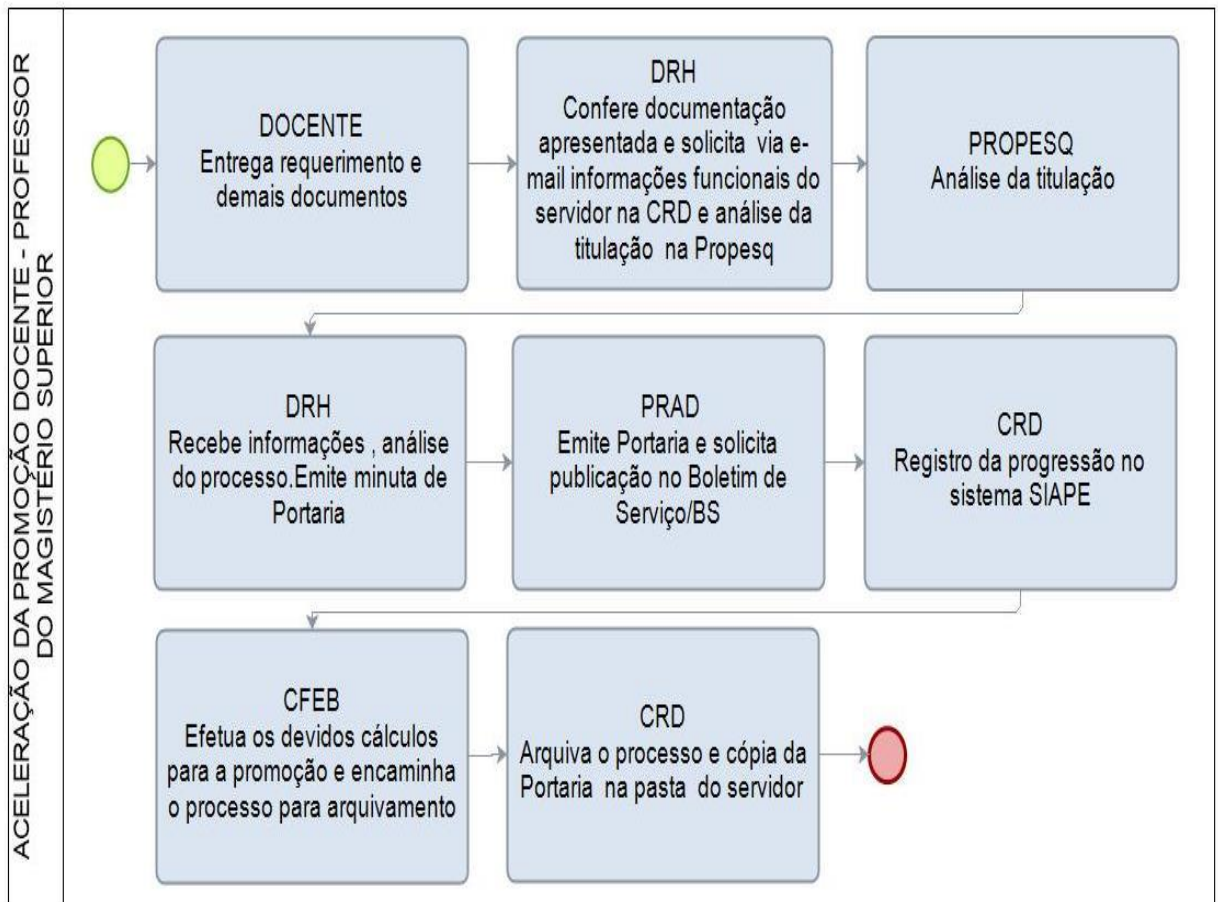 ACELERAÇÃO DA PROMOÇÃO DOCENTE - PROFESSOR
DO MAGISTÉRIO SUPERIOR
DOCENTE
Entrega requerimento e
demais documentos
DRH
Confere documentação
apresentada e solicita via e-
mail informações funcionais do
servidor na CRD e análise da
titulação na Propesq
PROPESQ
Análise da titulação
DRH
Recebe informações , análise
do processo.Emite minuta de
Portaria
PRAD
Emite Portaria e solicita
publicação no Boletim de
Serviço/BS
CRD
Registro da progressão no
sistema SIAPE
CFEB
Efetua os devidos cálculos
para a promoção e encaminha
o processo para arquivamento
CRD
Arquiva o processo e cópia da
Portaria na pasta do servidor